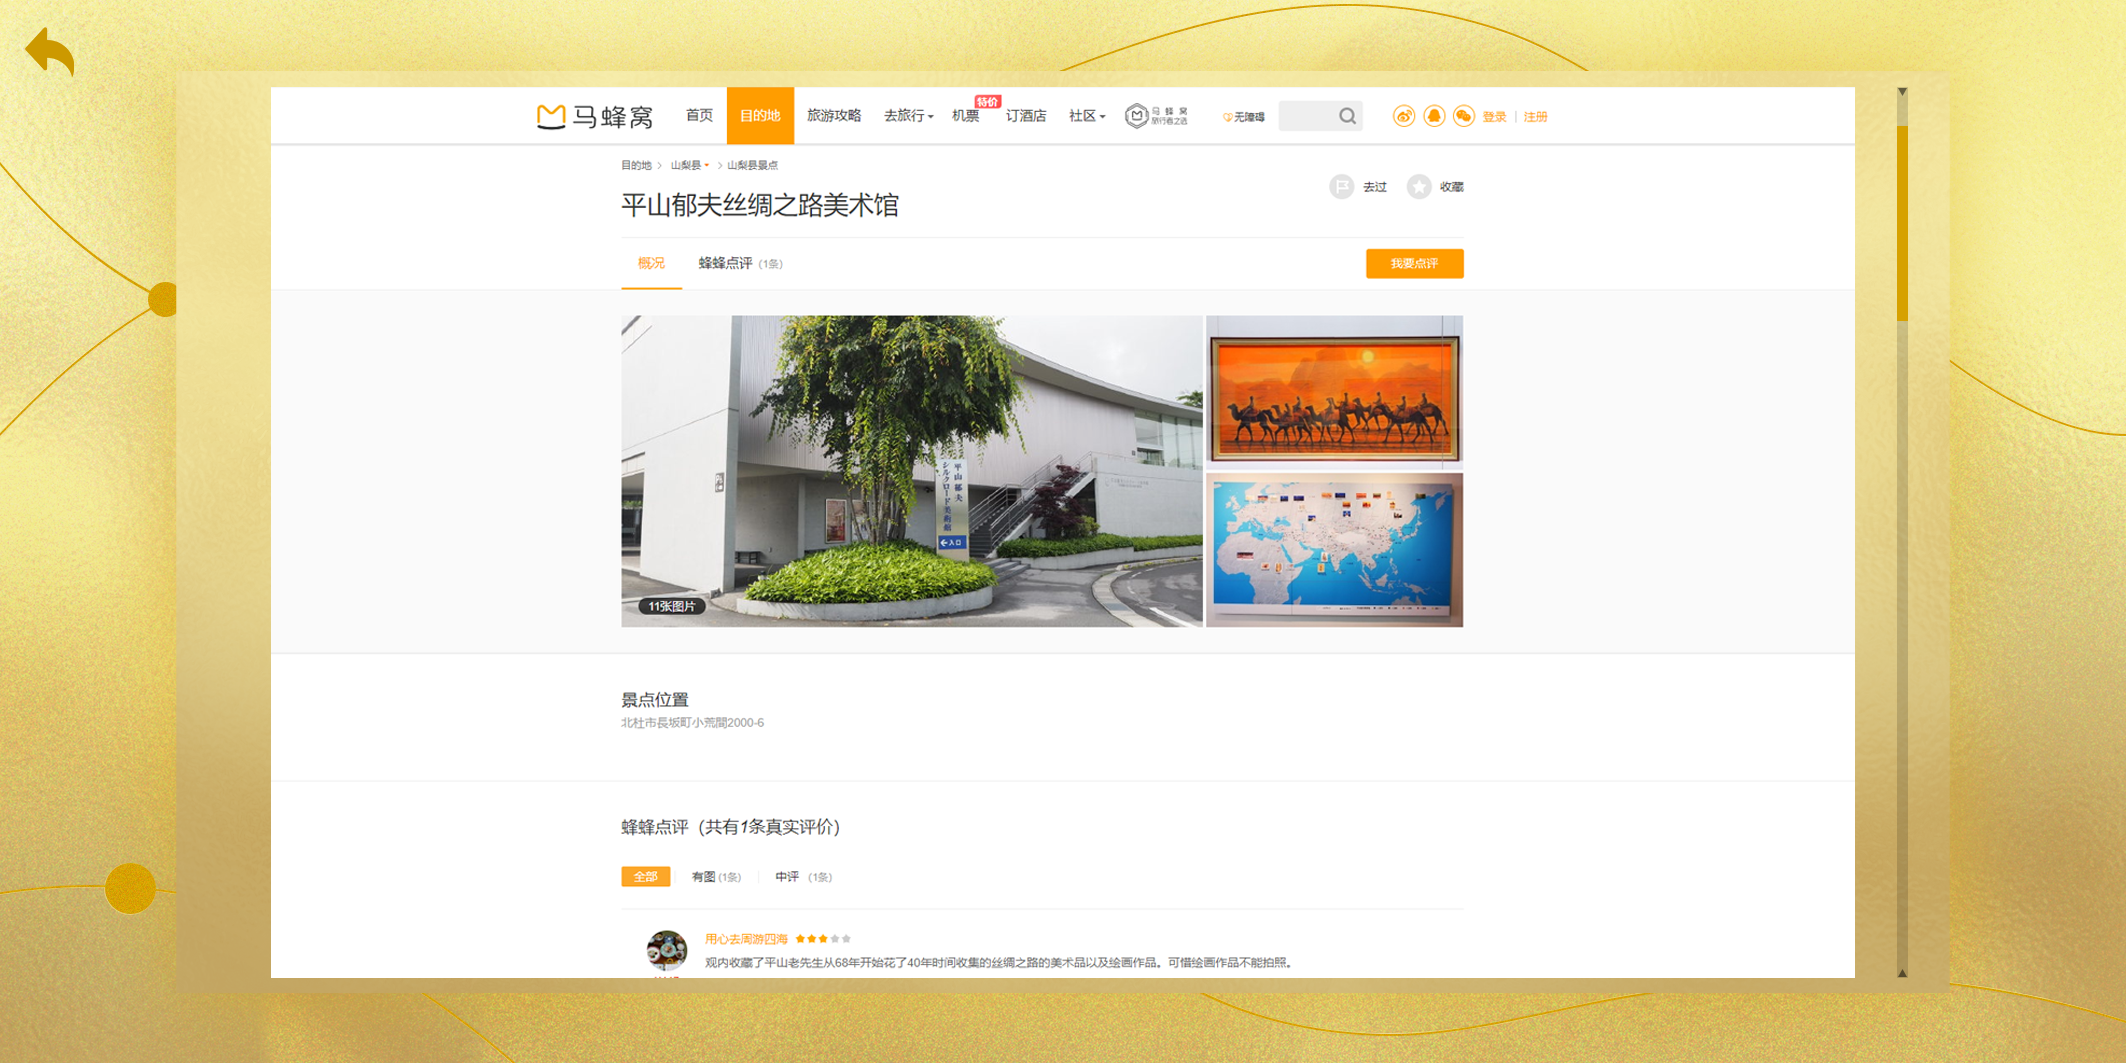 马蜂窝 首页 目的地 旅游攻略 去旅行 机票 特价 订酒店 社区 马蜂窝 旅行者之选 无障碍 登录 | 注册
目的地 > 山梨县 > 山梨县景点
平山郁夫丝绸之路美术馆
去过 收藏
概况 蜂蜂点评 (1条)
我要点评
平山郁夫
シルクロード美術館
入口
11张图片
景点位置
北杜市長坂町小荒間2000-6
蜂蜂点评（共有1条真实评价）
全部 有图(1条) 中评 (1条)
用心去周游四海
观内收藏了平山老先生从68年开始花了40年时间收集的丝绸之路的美术品以及绘画作品。可惜绘画作品不能拍照。